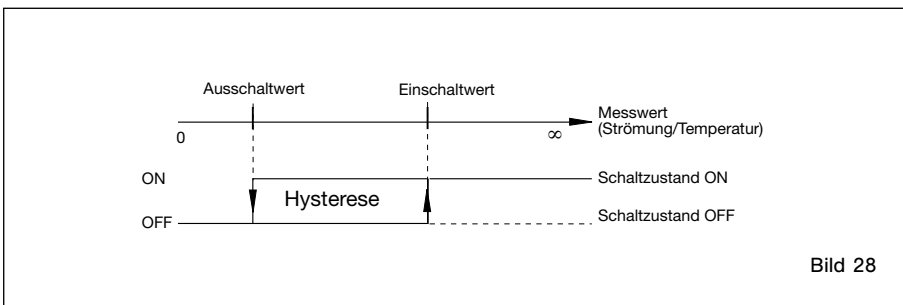 Ausschaltwert
Einschaltwert
0
∞
Messwert
(Strömung/Temperatur)
ON
Hysterese
Schaltzustand ON
OFF
Schaltzustand OFF
Bild 28